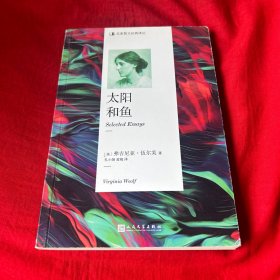 太阳
和鱼
Selected Essays
[英] 弗吉尼亚·伍尔芙 著
Virginia Woolf
人民文学出版社